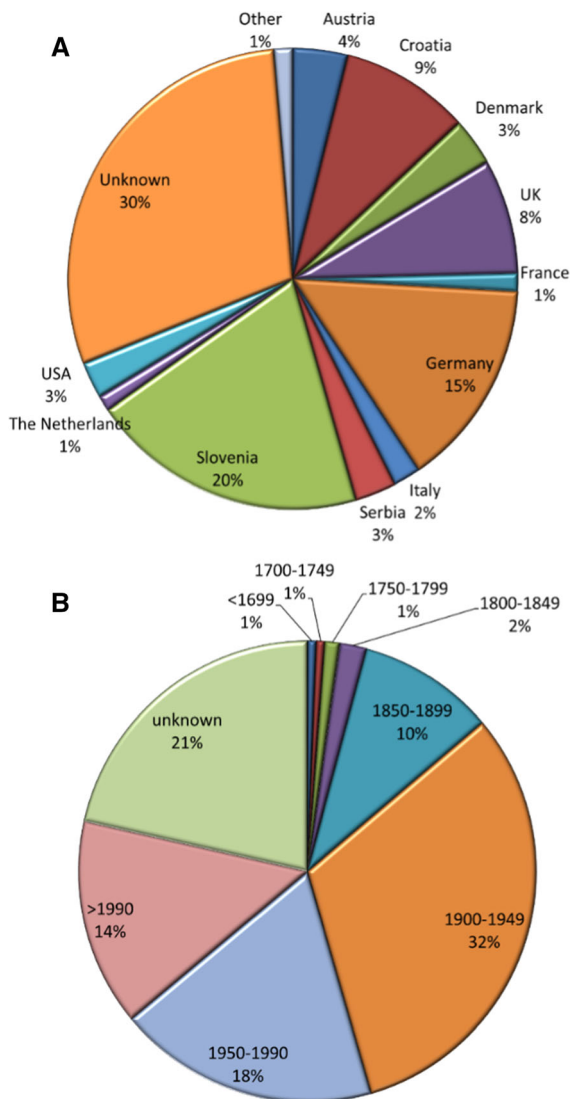 A
Other
1%
Austria
4%
Croatia
9%
Denmark
3%
UK
8%
France
1%
Germany
15%
Italy
2%
Serbia
3%
Slovenia
20%
The Netherlands
1%
USA
3%
Unknown
30%
B
<1699
1%
1700-1749
1%
1750-1799
1%
1800-1849
2%
1850-1899
10%
1900-1949
32%
1950-1990
18%
>1990
14%
unknown
21%